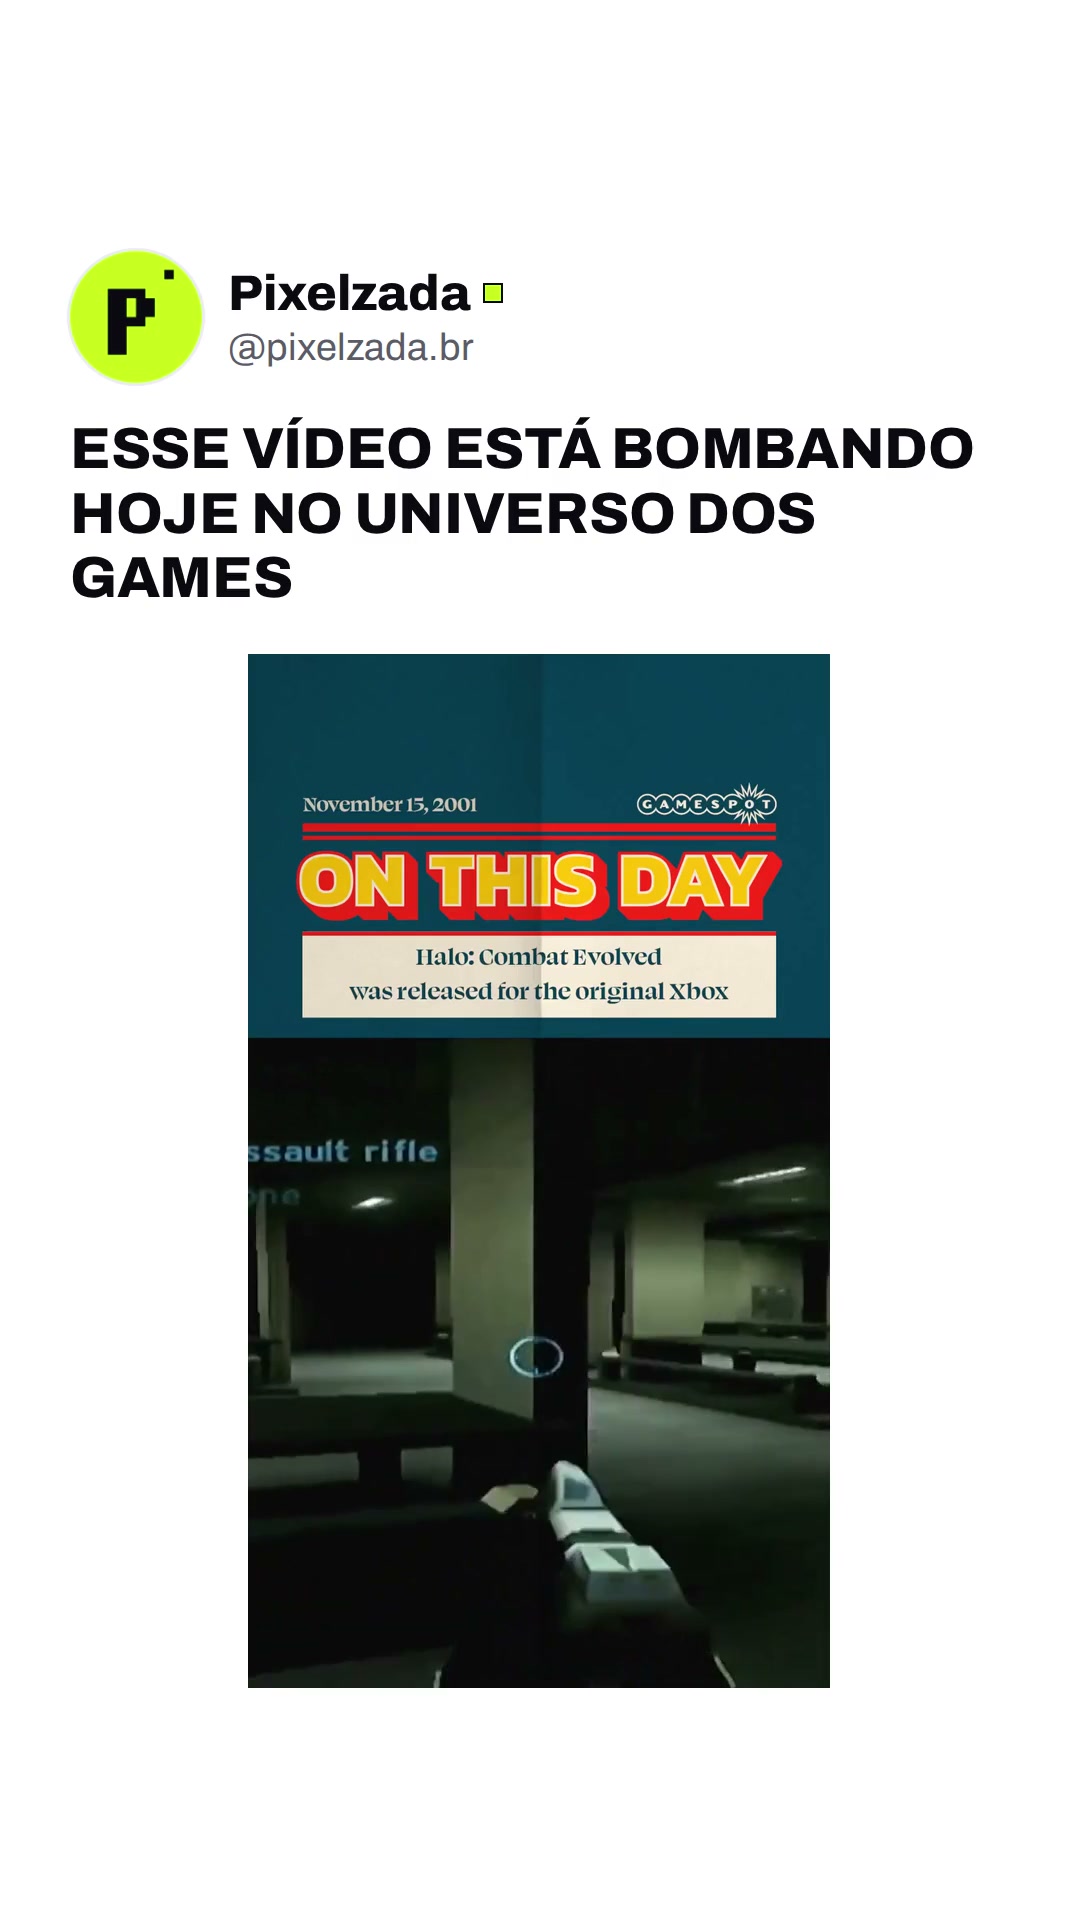 P
Pixelzada
@pixelzada.br
ESSE VÍDEO ESTÁ BOMBANDO
HOJE NO UNIVERSO DOS
GAMES
November 15, 2001
GAMESPOT
ON THIS DAY
Halo: Combat Evolved
was released for the original Xbox
ssault rifle
one